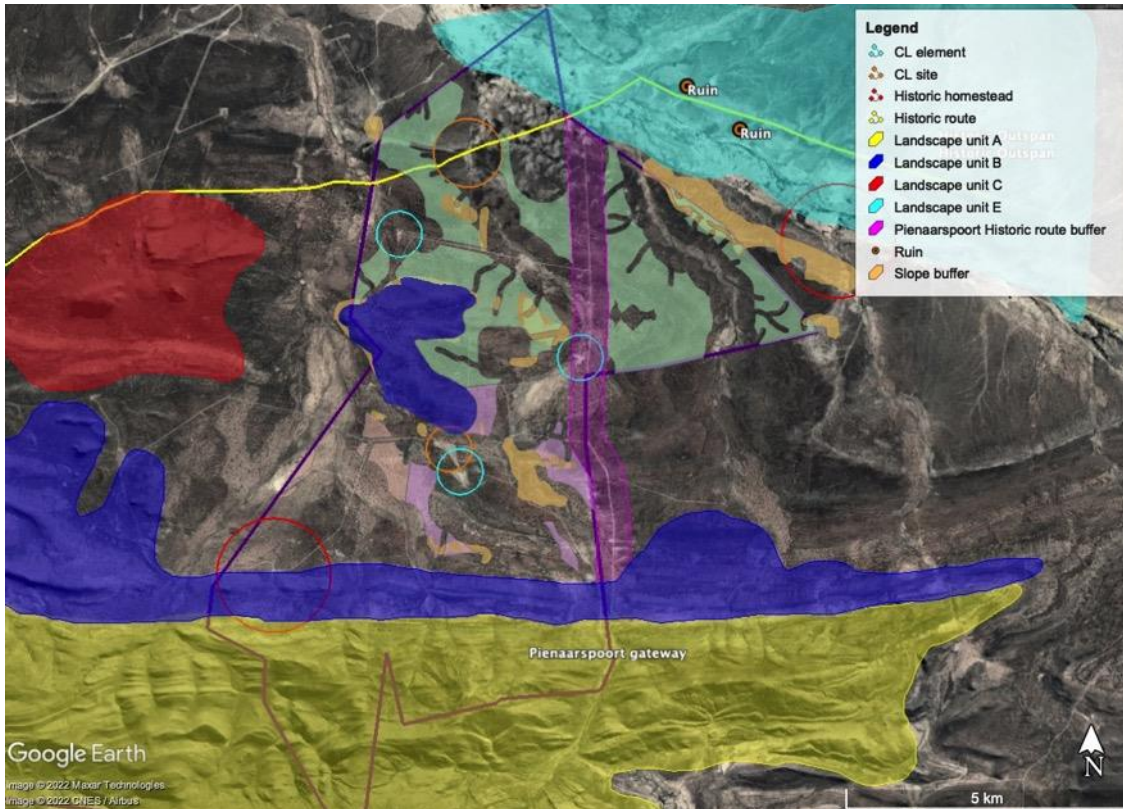 Legend
CL element
CL site
Historic homestead
Historic route
Landscape unit A
Landscape unit B
Landscape unit C
Landscape unit E
Pienaarspoort Historic route buffer
Ruin
Slope buffer
Ruin
Ruin
Outspan
Pienaarspoort gateway
Google Earth
Image © 2022 Maxar Technologies
Image © 2022 CNES / Airbus
5 km
N